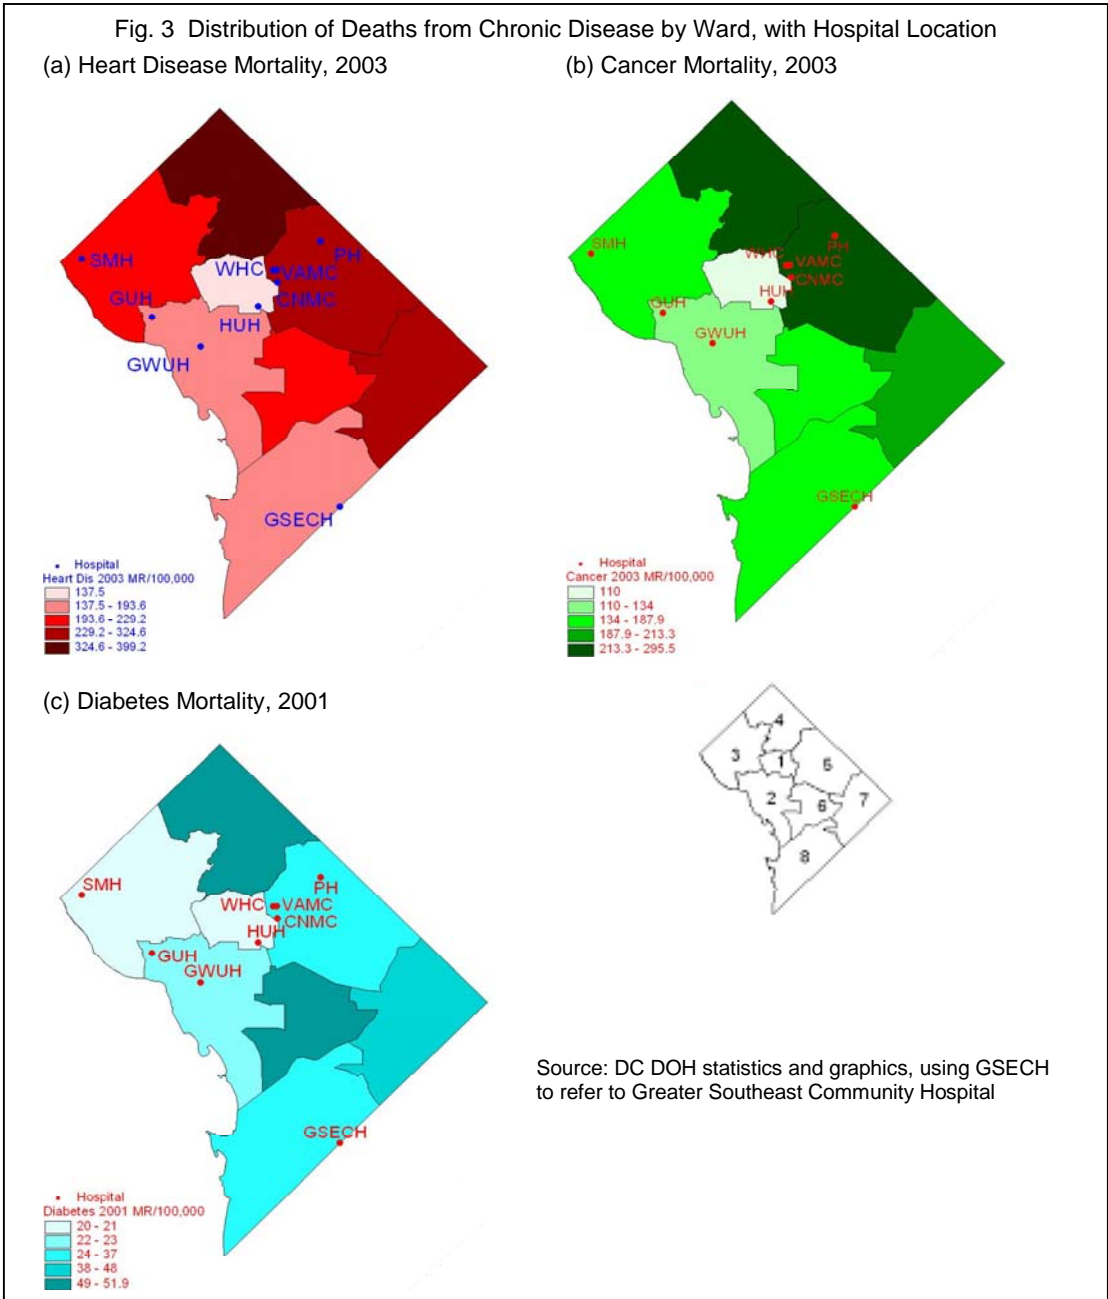 Fig. 3 Distribution of Deaths from Chronic Disease by Ward, with Hospital Location
(a) Heart Disease Mortality, 2003
SMH
PH
WHC
VAMC
CNMC
GUH
HUH
GWUH
GSECH
Hospital
Heart Dis 2003 MR/100,000
137.5
137.5 - 193.6
193.6 - 229.2
229.2 - 324.6
324.6 - 399.2
(b) Cancer Mortality, 2003
SMH
PH
WHC
VAMC
CNMC
HUH
GUH
GWUH
GSECH
Hospital
Cancer 2003 MR/100,000
110
110 - 134
134 - 187.9
187.9 - 213.3
213.3 - 295.5
(c) Diabetes Mortality, 2001
SMH
PH
WHC
VAMC
CNMC
HUH
GUH
GWUH
GSECH
Hospital
Diabetes 2001 MR/100,000
20 - 21
22 - 23
24 - 37
38 - 48
49 - 51.9
4
3
1
5
2
6
7
8
Source: DC DOH statistics and graphics, using GSECH
to refer to Greater Southeast Community Hospital